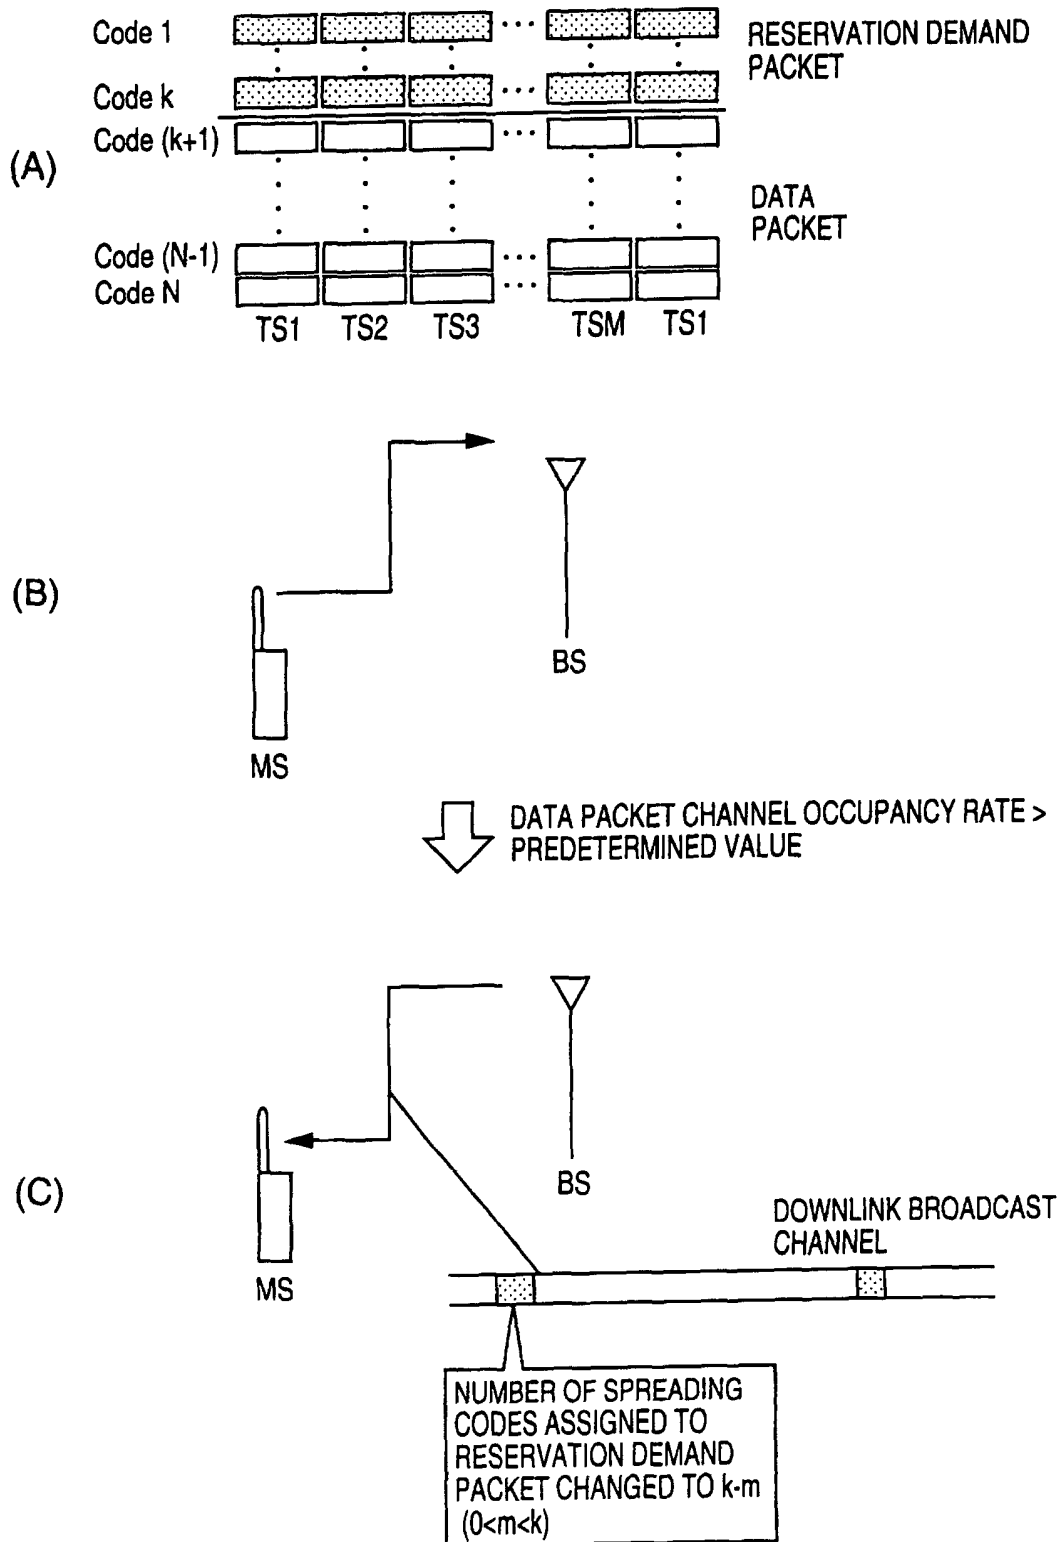 (A)
Code 1
Code k
Code (k+1)
Code (N-1)
Code N
TS1 TS2 TS3 ... TSM TS1
RESERVATION DEMAND
PACKET
DATA
PACKET
(B)
MS
BS
DATA PACKET CHANNEL OCCUPANCY RATE >
PREDETERMINED VALUE
(C)
MS
BS
DOWNLINK BROADCAST
CHANNEL
NUMBER OF SPREADING
CODES ASSIGNED TO
RESERVATION DEMAND
PACKET CHANGED TO k-m
(0<m<k)